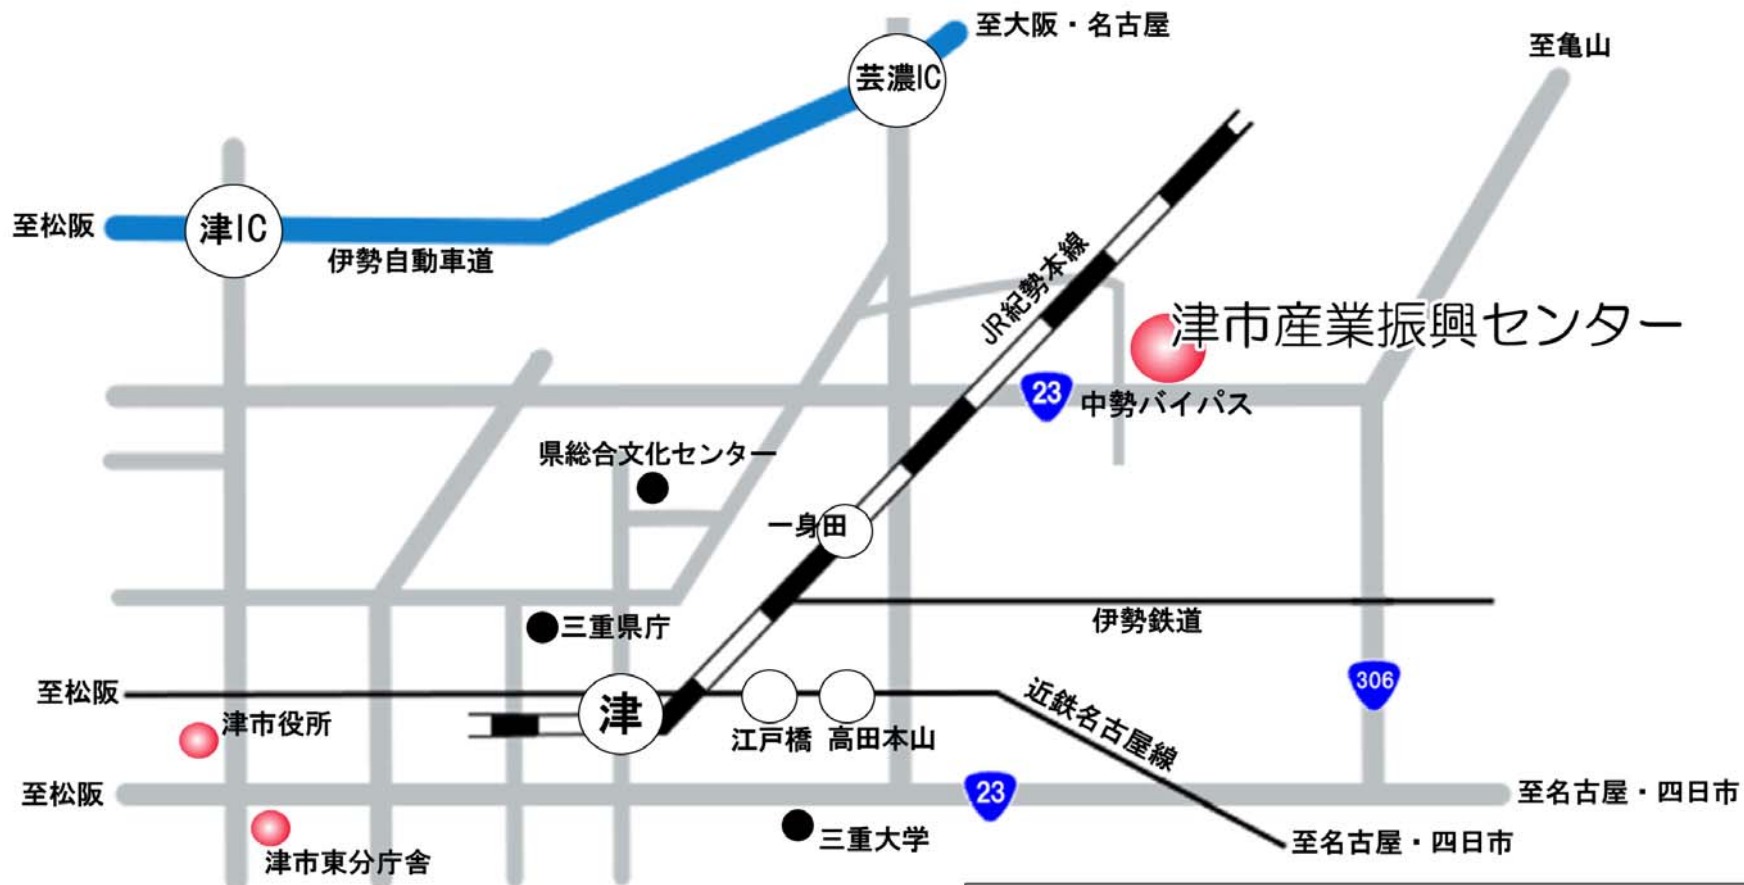 至大阪・名古屋
至亀山
芸濃IC
至松阪
津IC
伊勢自動車道
JR紀勢本線
津市産業振興センター
23
中勢バイパス
県総合文化センター
一身田
三重県庁
伊勢鉄道
至松阪
津
306
津市役所
江戸橋
高田本山
近鉄名古屋線
至松阪
23
至名古屋・四日市
三重大学
至名古屋・四日市
津市東分庁舎